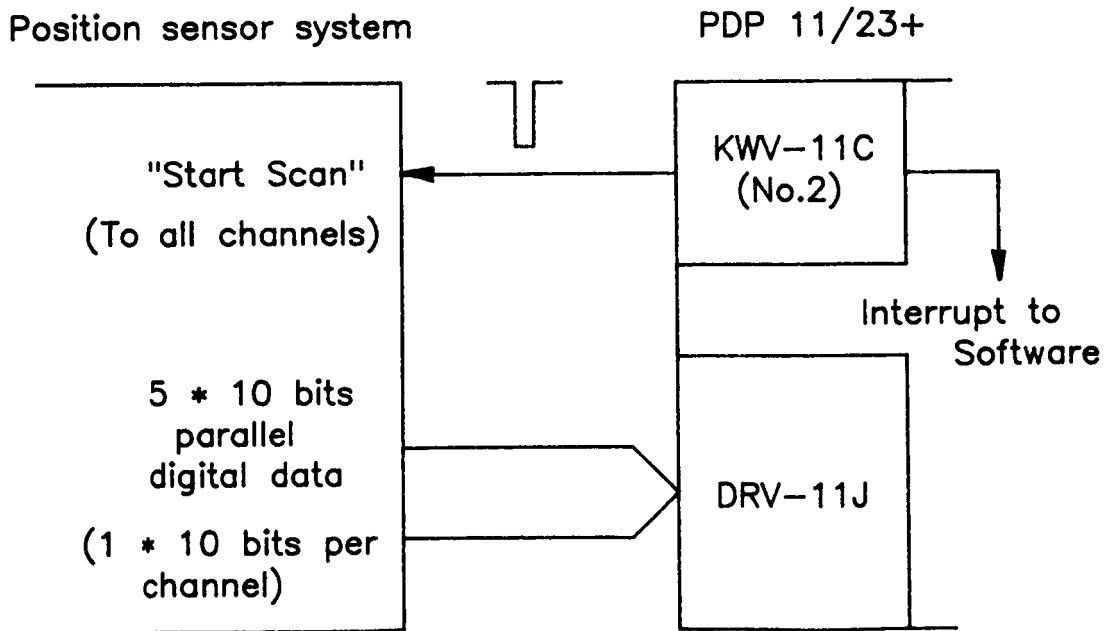 Position sensor system
PDP 11/23+
"Start Scan"
(To all channels)
KWV-11C
(No.2)
Interrupt to
Software
5 * 10 bits
parallel
digital data
(1 * 10 bits per
channel)
DRV-11J